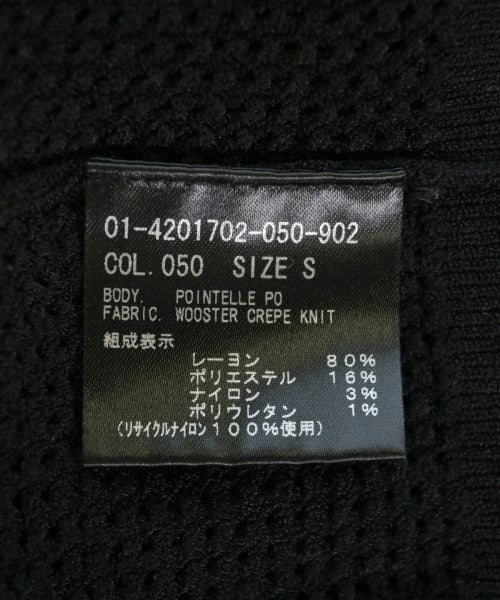 01-4201702-050-902
COL.050 SIZE S
BODY. POINTELLE PO
FABRIC. WOOSTER CREPE KNIT
組成表示
レーヨン 80%
ポリエステル 16%
ナイロン 3%
ポリウレタン 1%
(リサイクルナイロン100%使用)